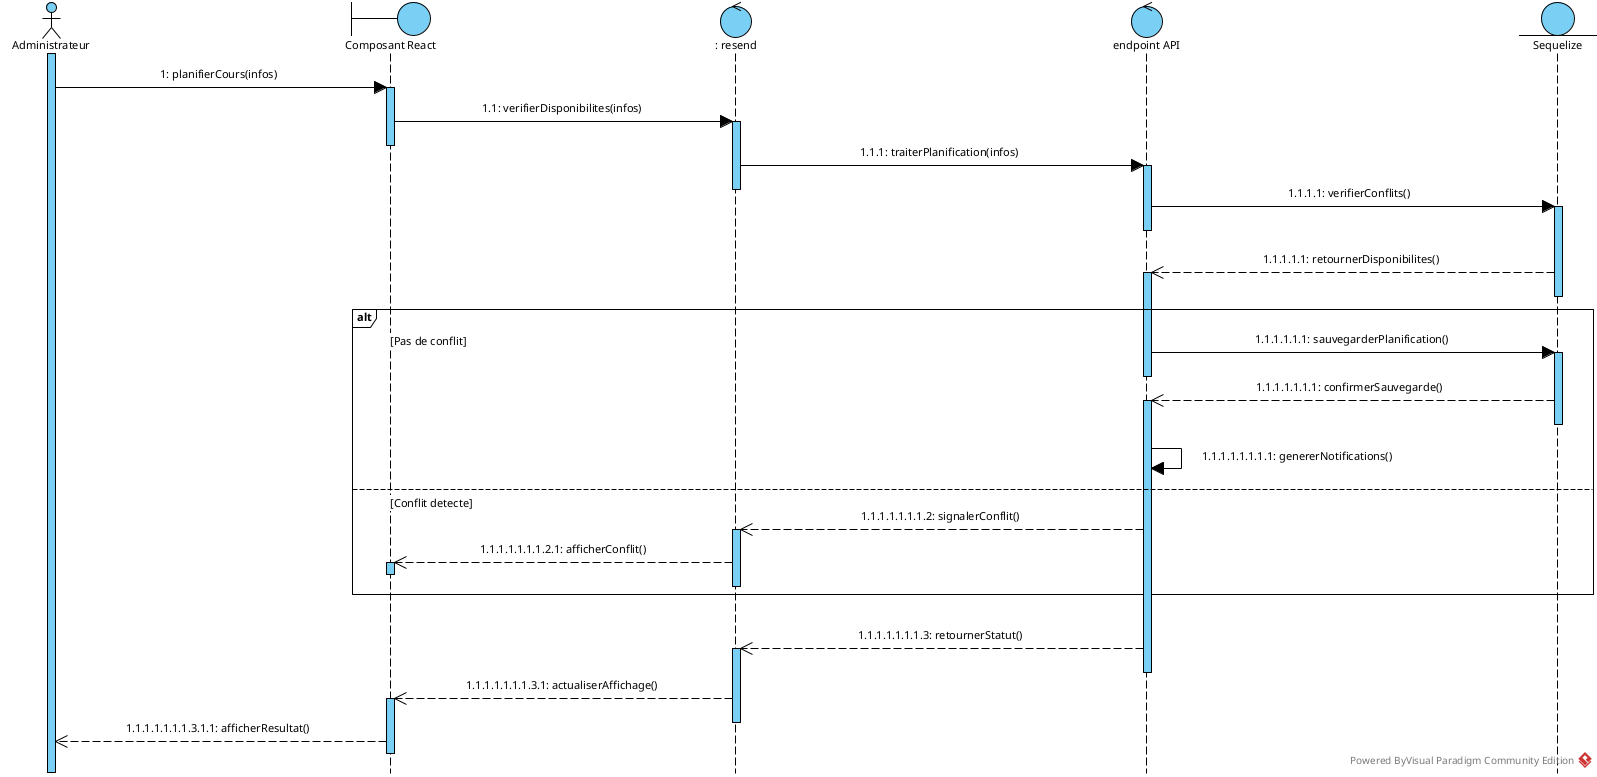 Administrateur
Composant React
: resend
endpoint API
Sequelize
1: planifierCours(infos)
1.1: verifierDisponibilites(infos)
1.1.1: traiterPlanification(infos)
1.1.1.1: verifierConflits()
1.1.1.1.1: retournerDisponibilites()
alt
[Pas de conflit]
1.1.1.1.1.1: sauvegarderPlanification()
1.1.1.1.1.1.1: confirmerSauvegarde()
1.1.1.1.1.1.1.1: genererNotifications()
[Conflit detecte]
1.1.1.1.1.1.1.2: signalerConflit()
1.1.1.1.1.1.1.2.1: afficherConflit()
1.1.1.1.1.1.1.3: retournerStatut()
1.1.1.1.1.1.1.3.1: actualiserAffichage()
1.1.1.1.1.1.1.3.1.1: afficherResultat()
Powered ByVisual Paradigm Community Edition